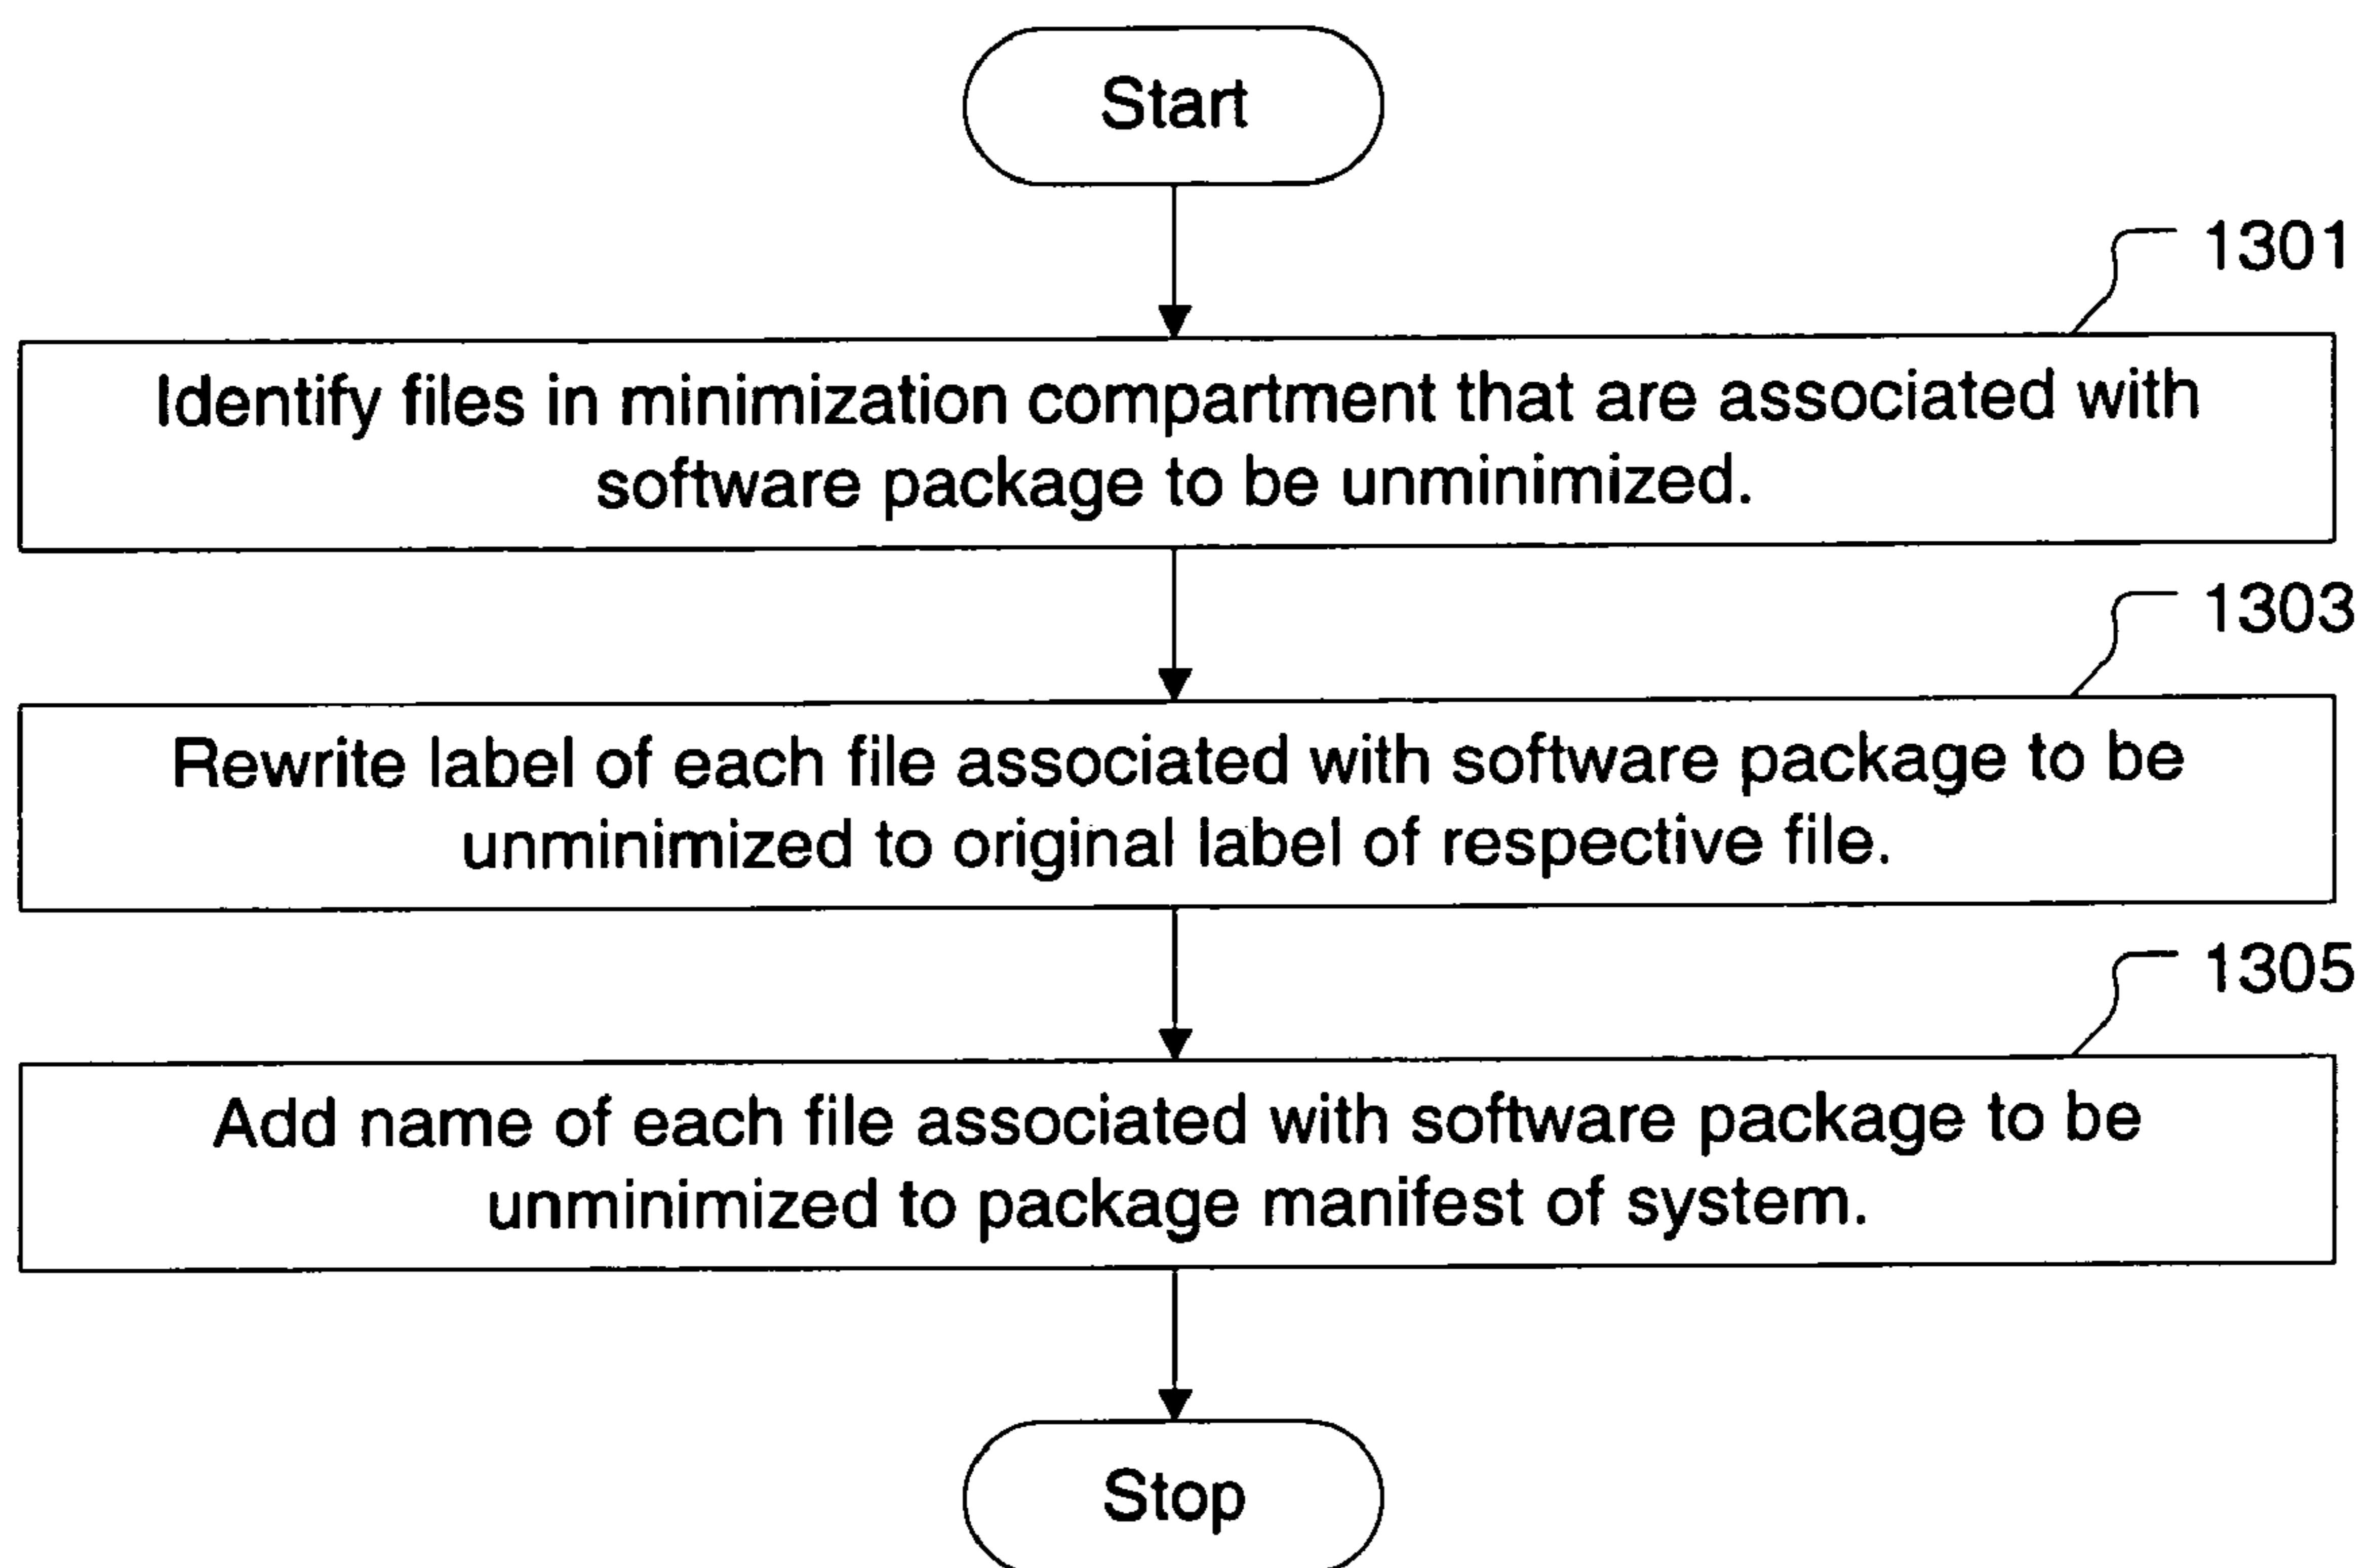 Start
1301
Identify files in minimization compartment that are associated with
software package to be unminimized.
1303
Rewrite label of each file associated with software package to be
unminimized to original label of respective file.
1305
Add name of each file associated with software package to be
unminimized to package manifest of system.
Stop